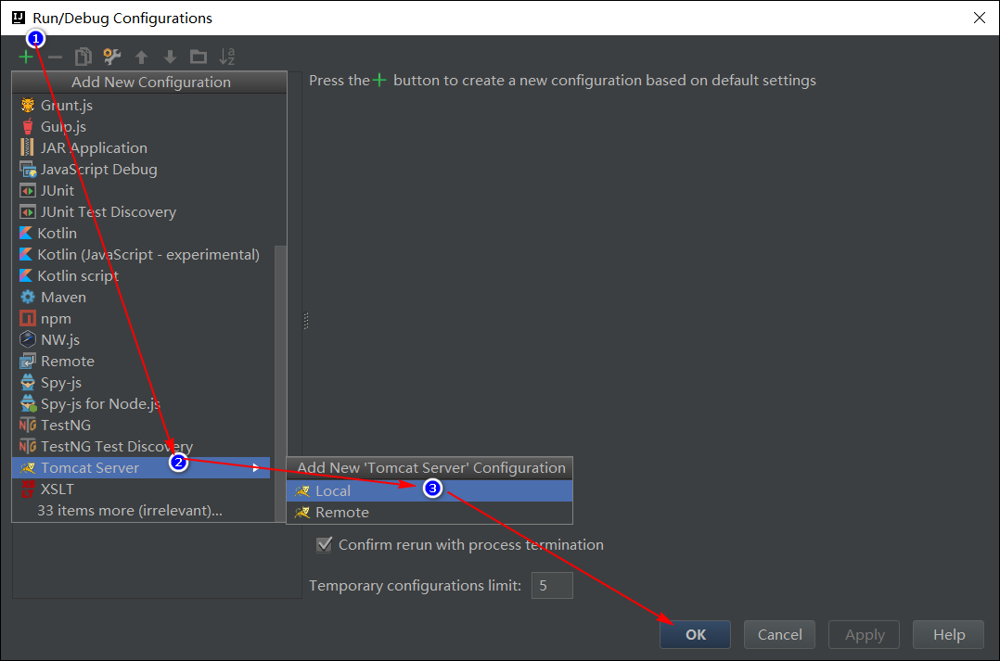 Run/Debug Configurations
1
Add New Configuration
Press the + button to create a new configuration based on default settings
Grunt.js
Gulp.js
JAR Application
JavaScript Debug
JUnit
JUnit Test Discovery
Kotlin
Kotlin (JavaScript - experimental)
Kotlin script
Maven
npm
NW.js
Remote
Spy-js
Spy-js for Node.js
TestNG
TestNG Test Discovery
Tomcat Server 2
Add New 'Tomcat Server' Configuration
XSLT
Local 3
33 items more (irrelevant)...
Remote
Confirm rerun with process termination
Temporary configurations limit: 5
OK Cancel Apply Help